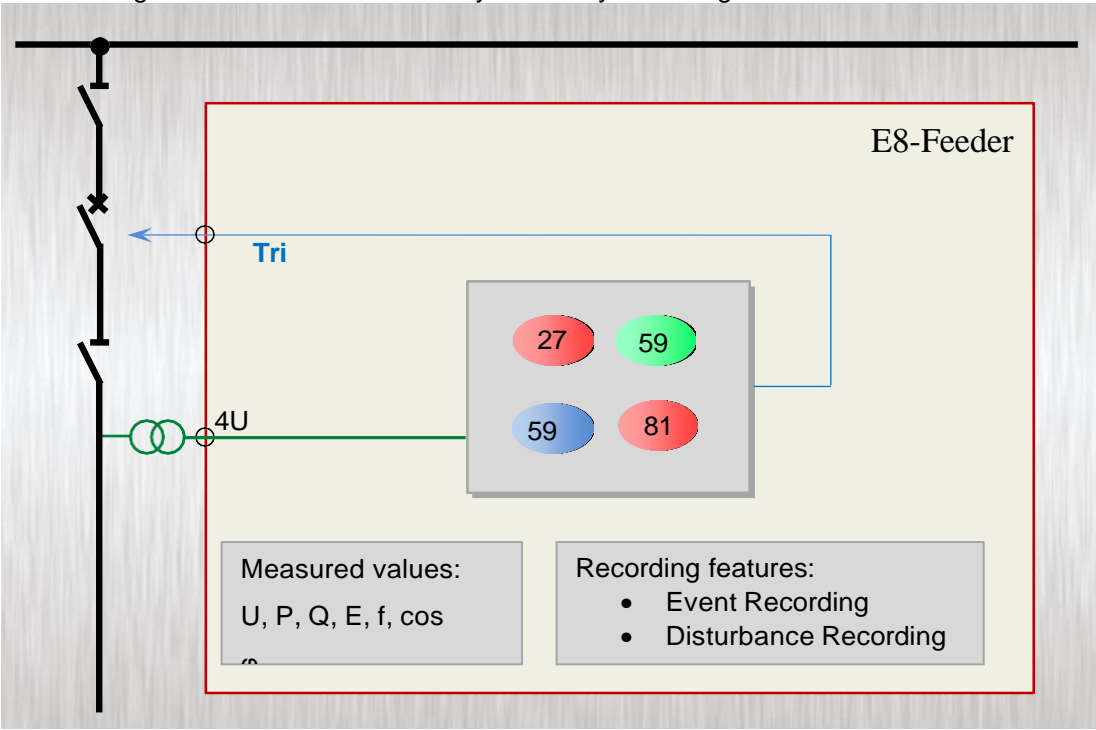 E8-Feeder
Tri
27
59
4U
59
81
Measured values:
U, P, Q, E, f, cos
φ
Recording features:
• Event Recording
• Disturbance Recording